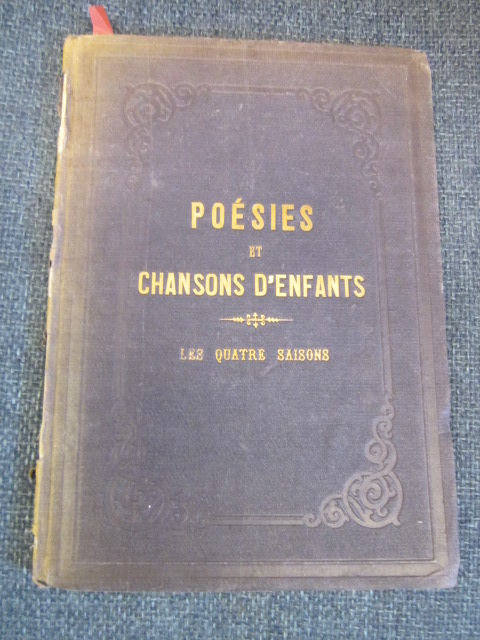 POÉSIES
ET
CHANSONS D'ENFANTS
LES QUATRE SAISONS